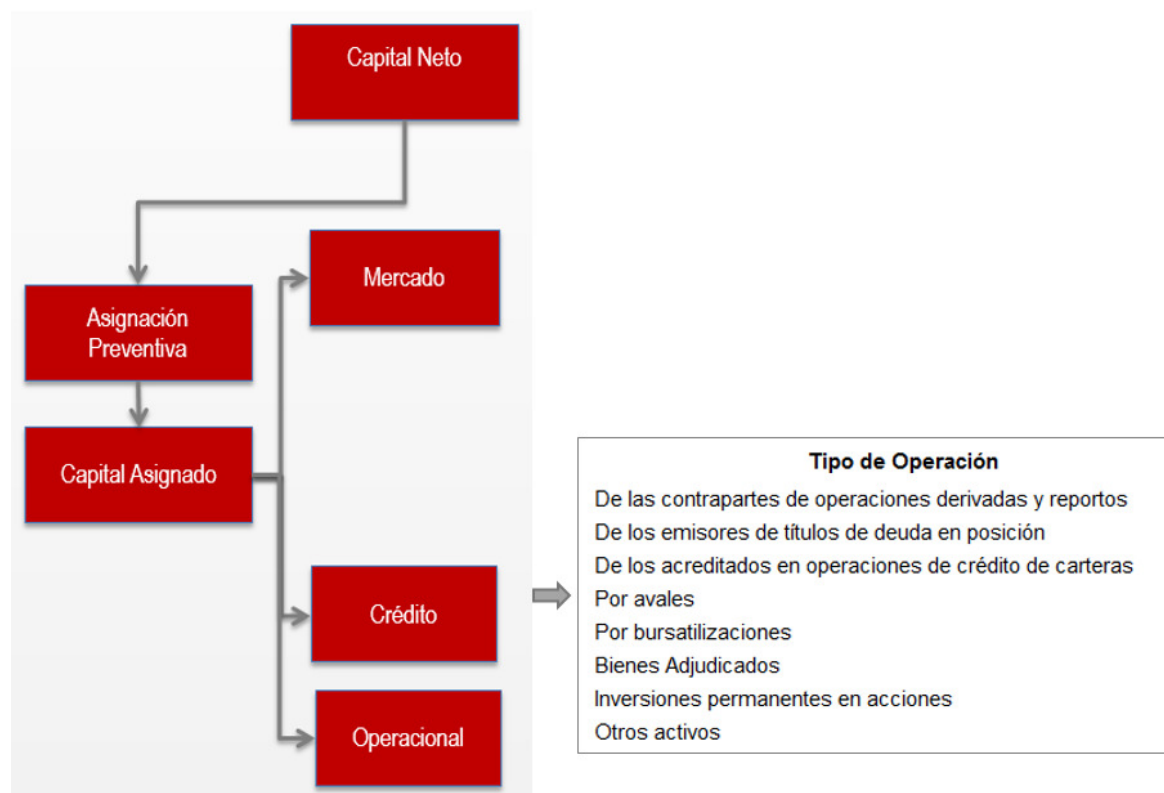 Capital Neto
Mercado
Asignación
Preventiva
Capital Asignado
Crédito
Operacional
Tipo de Operación
De las contrapartes de operaciones derivadas y reportos
De los emisores de títulos de deuda en posición
De los acreditados en operaciones de crédito de carteras
Por avales
Por bursatilizaciones
Bienes Adjudicados
Inversiones permanentes en acciones
Otros activos